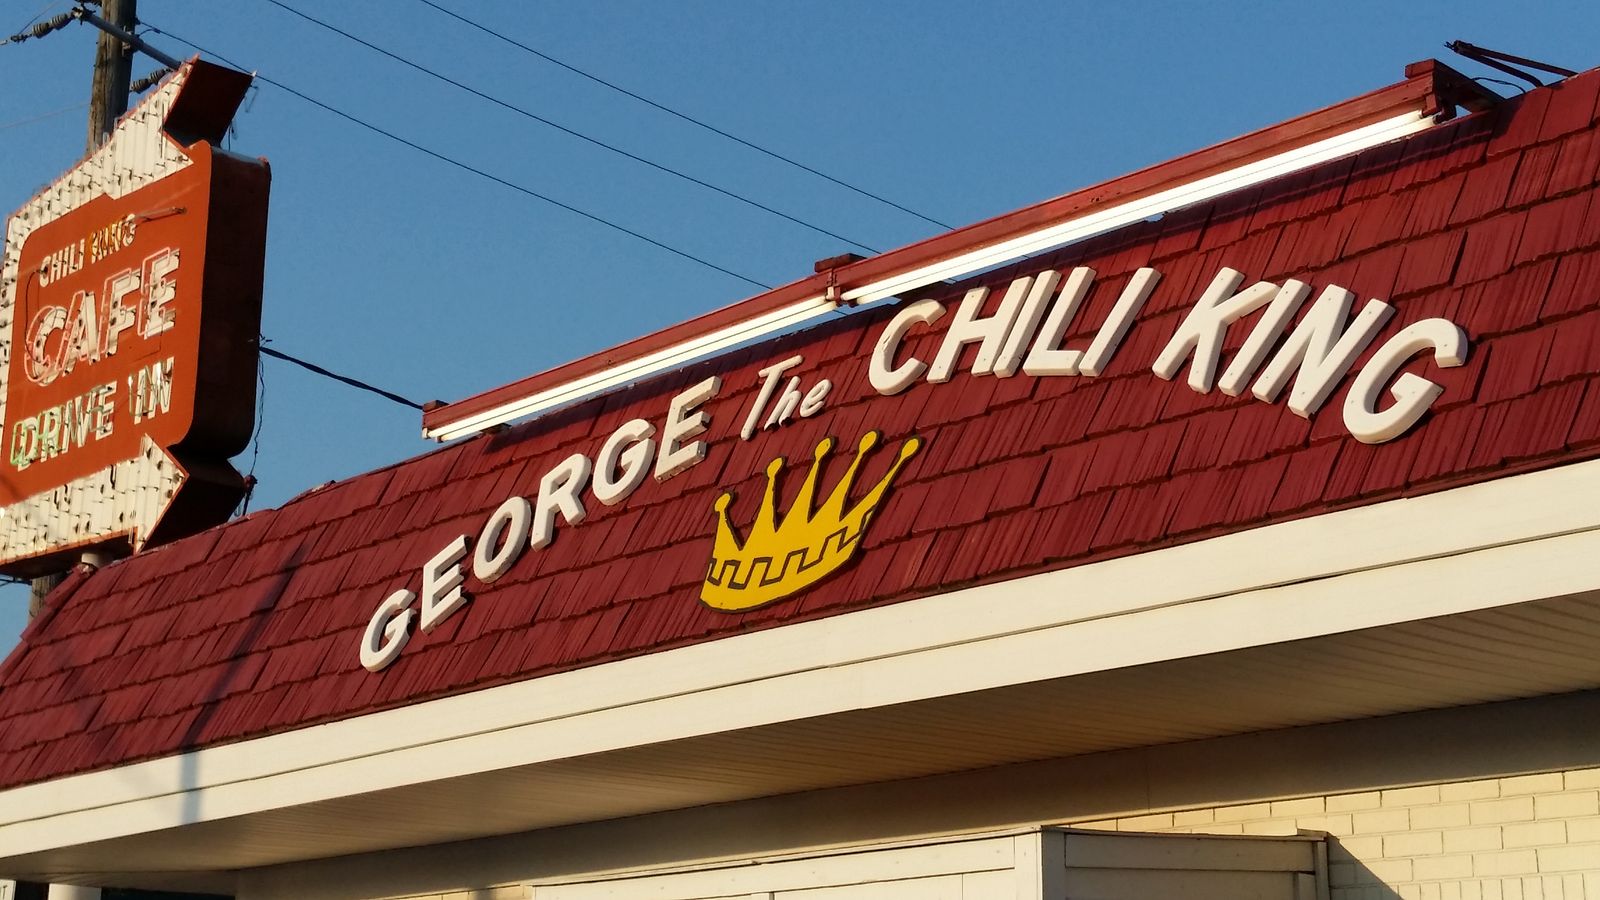 CHILI KING
CAFE
DRIVE IN
GEORGE The CHILI KING